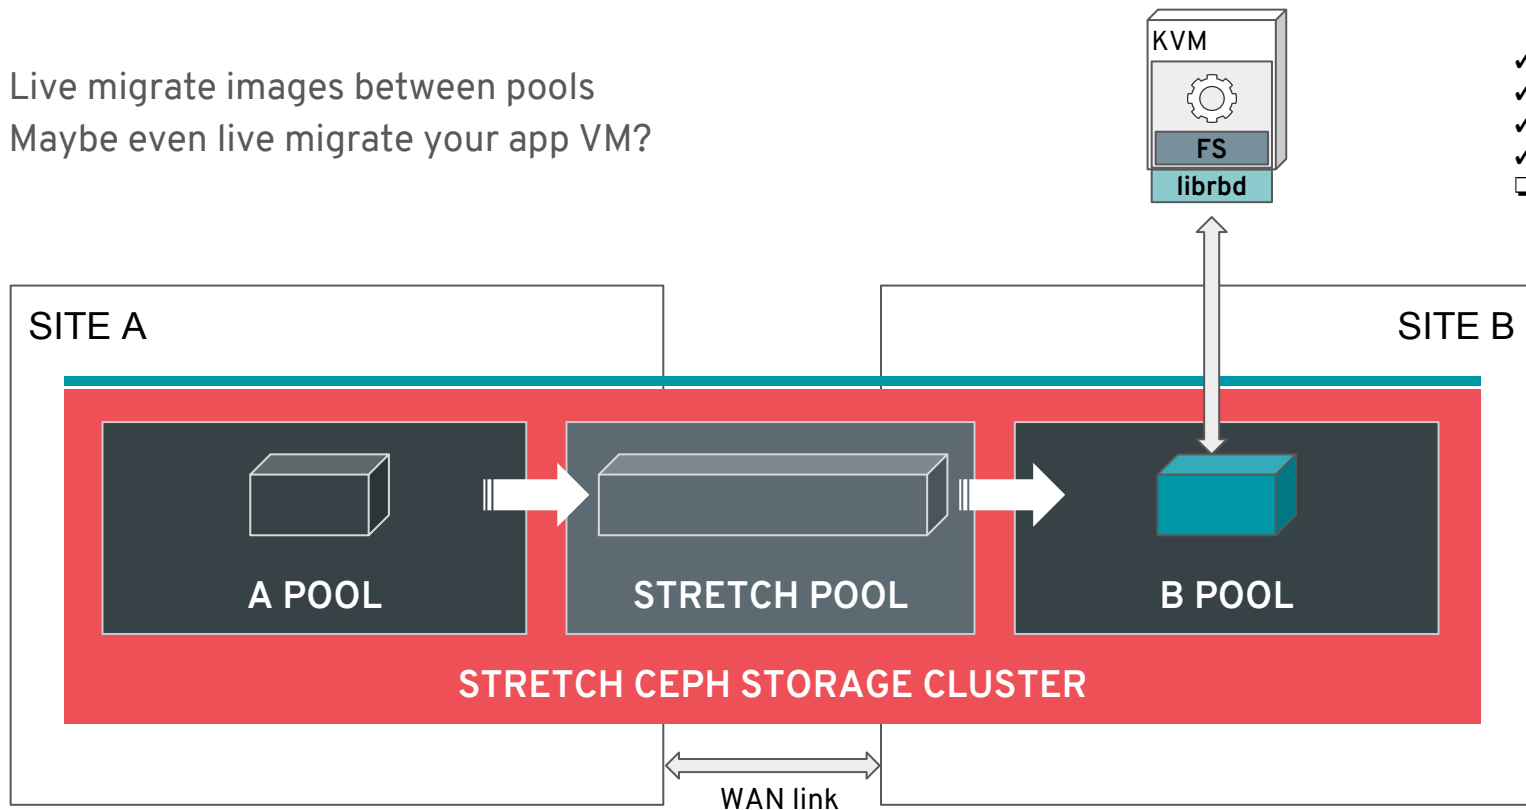 Live migrate images between pools
Maybe even live migrate your app VM?
KVM
FS
librbd
✓
✓
✓
✓
❏
SITE A
SITE B
A POOL
STRETCH POOL
B POOL
STRETCH CEPH STORAGE CLUSTER
WAN link